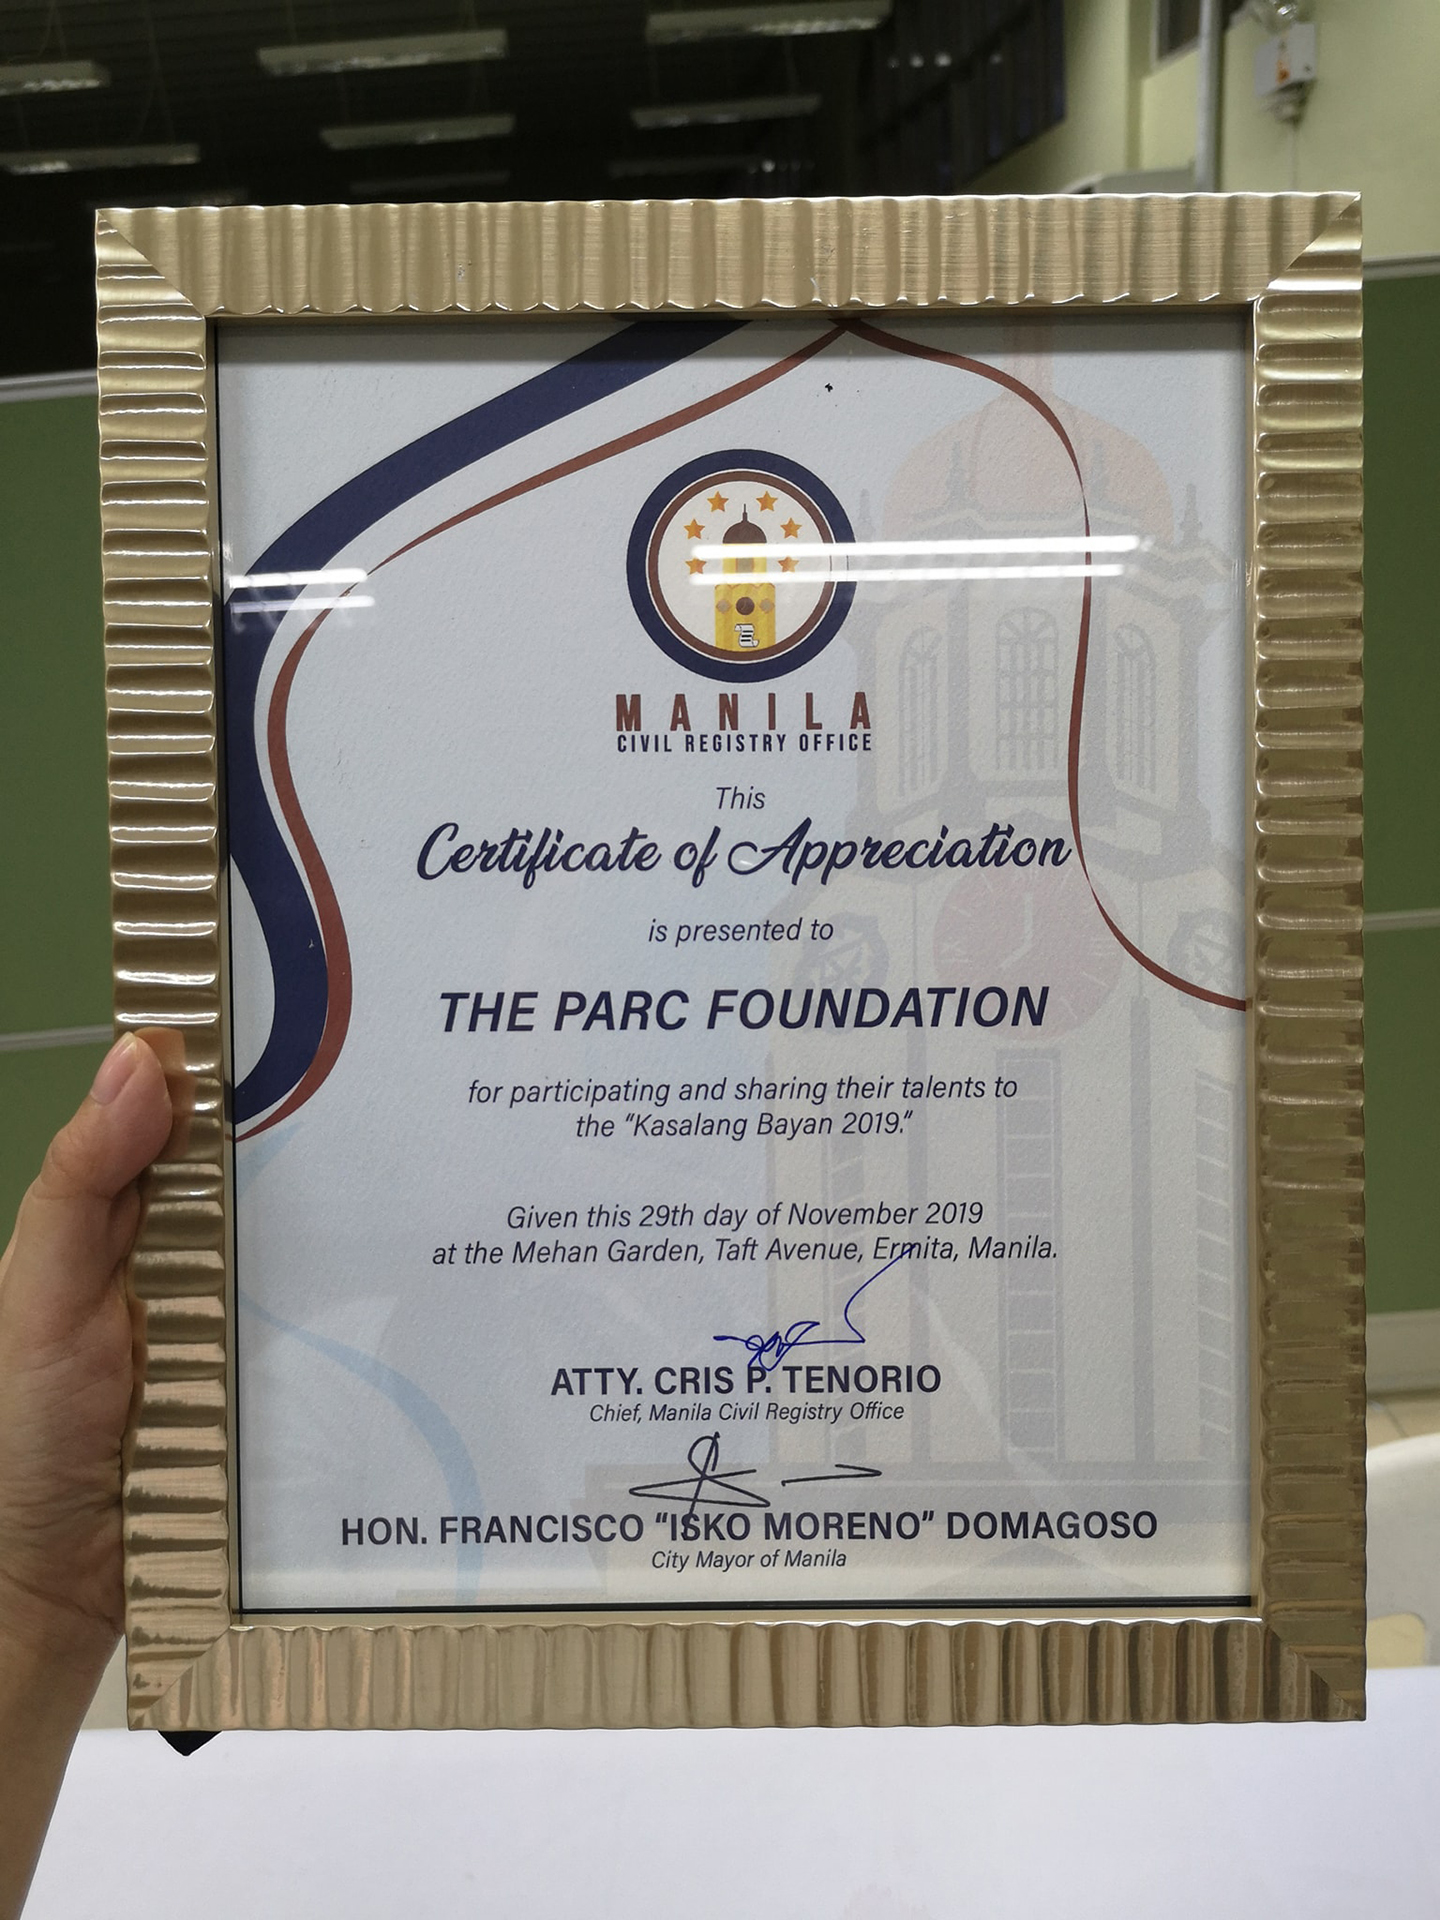 MANILA
CIVIL REGISTRY OFFICE
This
Certificate of Appreciation
is presented to
THE PARC FOUNDATION
for participating and sharing their talents to
the “Kasalang Bayan 2019.”
Given this 29th day of November 2019
at the Mehan Garden, Taft Avenue, Ermita, Manila.
ATTY. CRIS P. TENORIO
Chief, Manila Civil Registry Office
HON. FRANCISCO “ISKO MORENO” DOMAGOSO
City Mayor of Manila